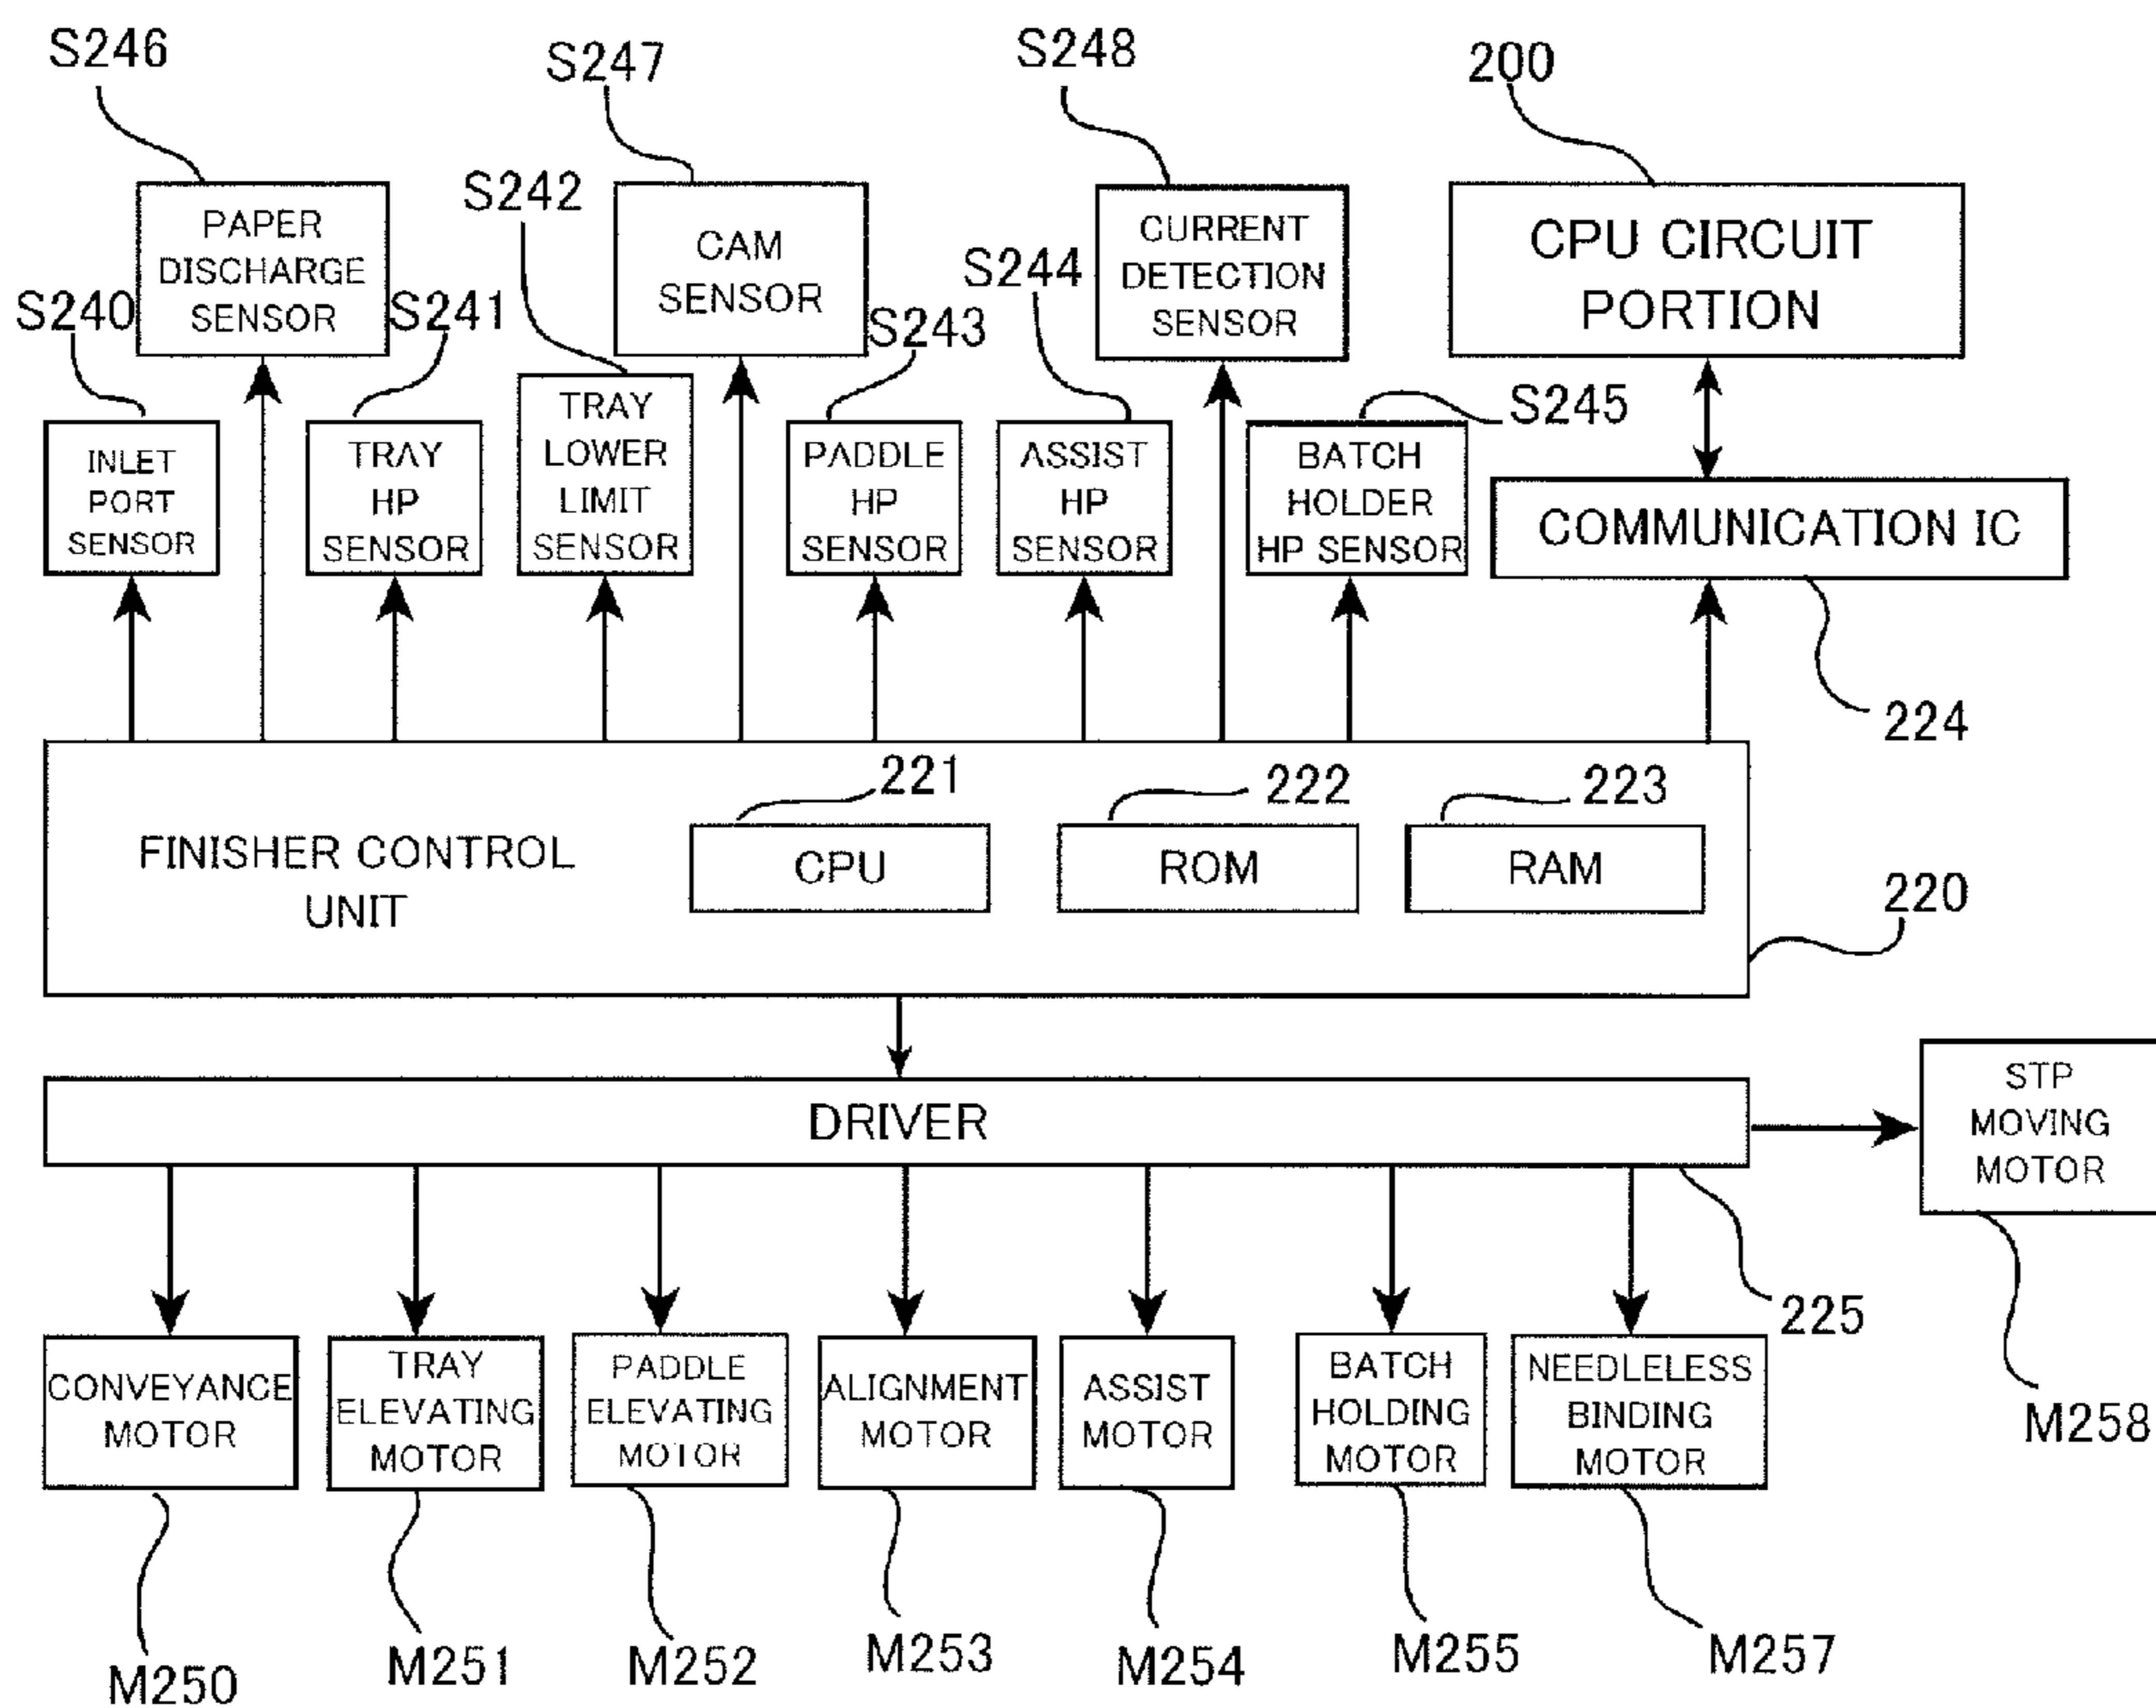 S246
S247
S248
200
PAPER
DISCHARGE
SENSOR
S242
CAM
SENSOR
CURRENT
DETECTION
SENSOR
CPU CIRCUIT
PORTION
S240
S241
S243
S244
S245
INLET
PORT
SENSOR
TRAY
HP
SENSOR
TRAY
LOWER
LIMIT
SENSOR
PADDLE
HP
SENSOR
ASSIST
HP
SENSOR
BATCH
HOLDER
HP SENSOR
COMMUNICATION IC
224
FINISHER CONTROL
UNIT
221
CPU
222
ROM
223
RAM
220
DRIVER
STP
MOVING
MOTOR
225
CONVEYANCE
MOTOR
TRAY
ELEVATING
MOTOR
PADDLE
ELEVATING
MOTOR
ALIGNMENT
MOTOR
ASSIST
MOTOR
BATCH
HOLDING
MOTOR
NEEDLELESS
BINDING
MOTOR
M258
M250
M251
M252
M253
M254
M255
M257